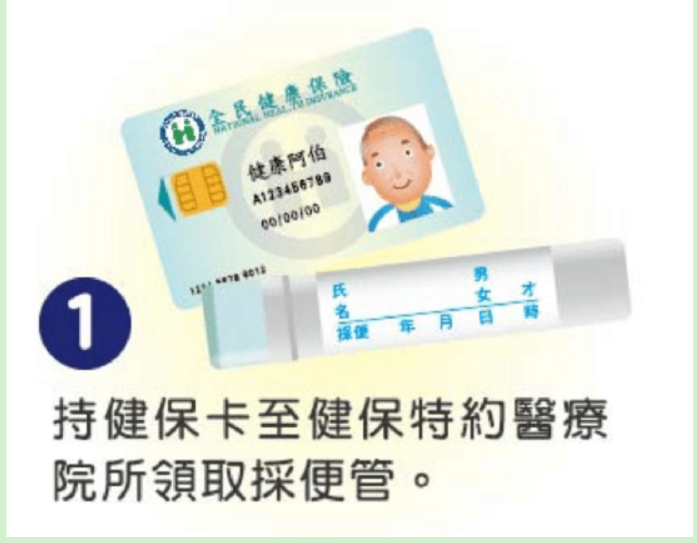 全民健康保險
NATIONAL HEALTH INSURANCE
健康阿伯
A123456789
00/00/00
氏名 男女 才
採便 年 月 日 時
1
持健保卡至健保特約醫療
院所領取採便管。